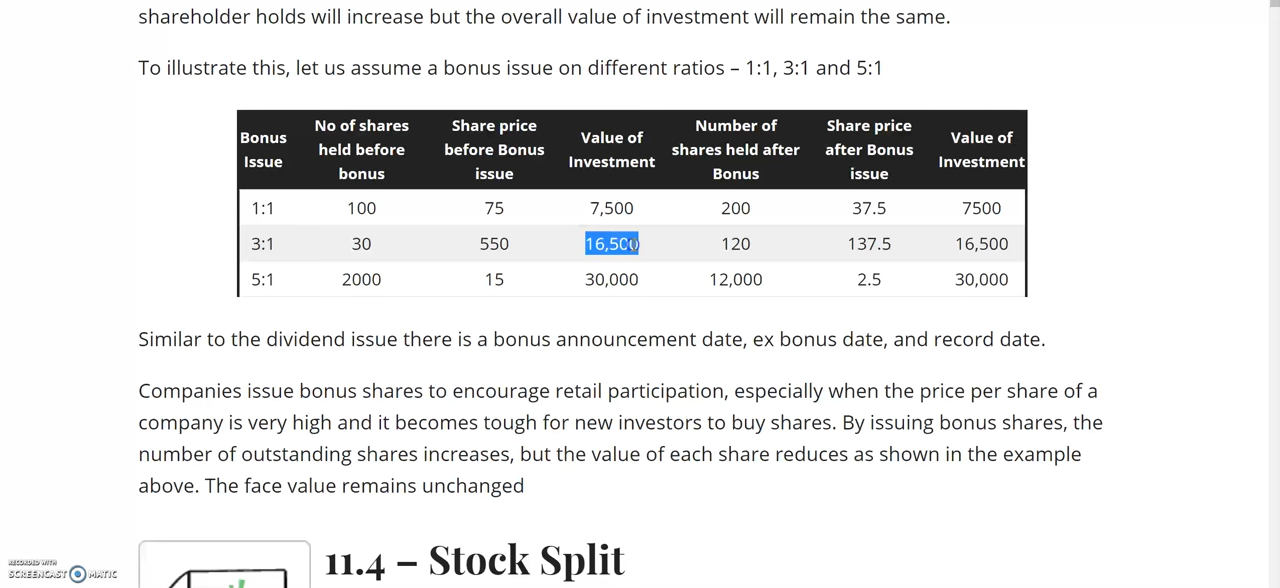 shareholder holds will increase but the overall value of investment will remain the same.
To illustrate this, let us assume a bonus issue on different ratios – 1:1, 3:1 and 5:1
Bonus Issue No of shares held before bonus Share price before Bonus issue Value of Investment Number of shares held after Bonus Share price after Bonus issue Value of Investment
1:1 100 75 7,500 200 37.5 7500
3:1 30 550 16,500 120 137.5 16,500
5:1 2000 15 30,000 12,000 2.5 30,000
Similar to the dividend issue there is a bonus announcement date, ex bonus date, and record date.
Companies issue bonus shares to encourage retail participation, especially when the price per share of a
company is very high and it becomes tough for new investors to buy shares. By issuing bonus shares, the
number of outstanding shares increases, but the value of each share reduces as shown in the example
above. The face value remains unchanged
11.4 – Stock Split
RECORDED WITH
SCREENCAST MATIC